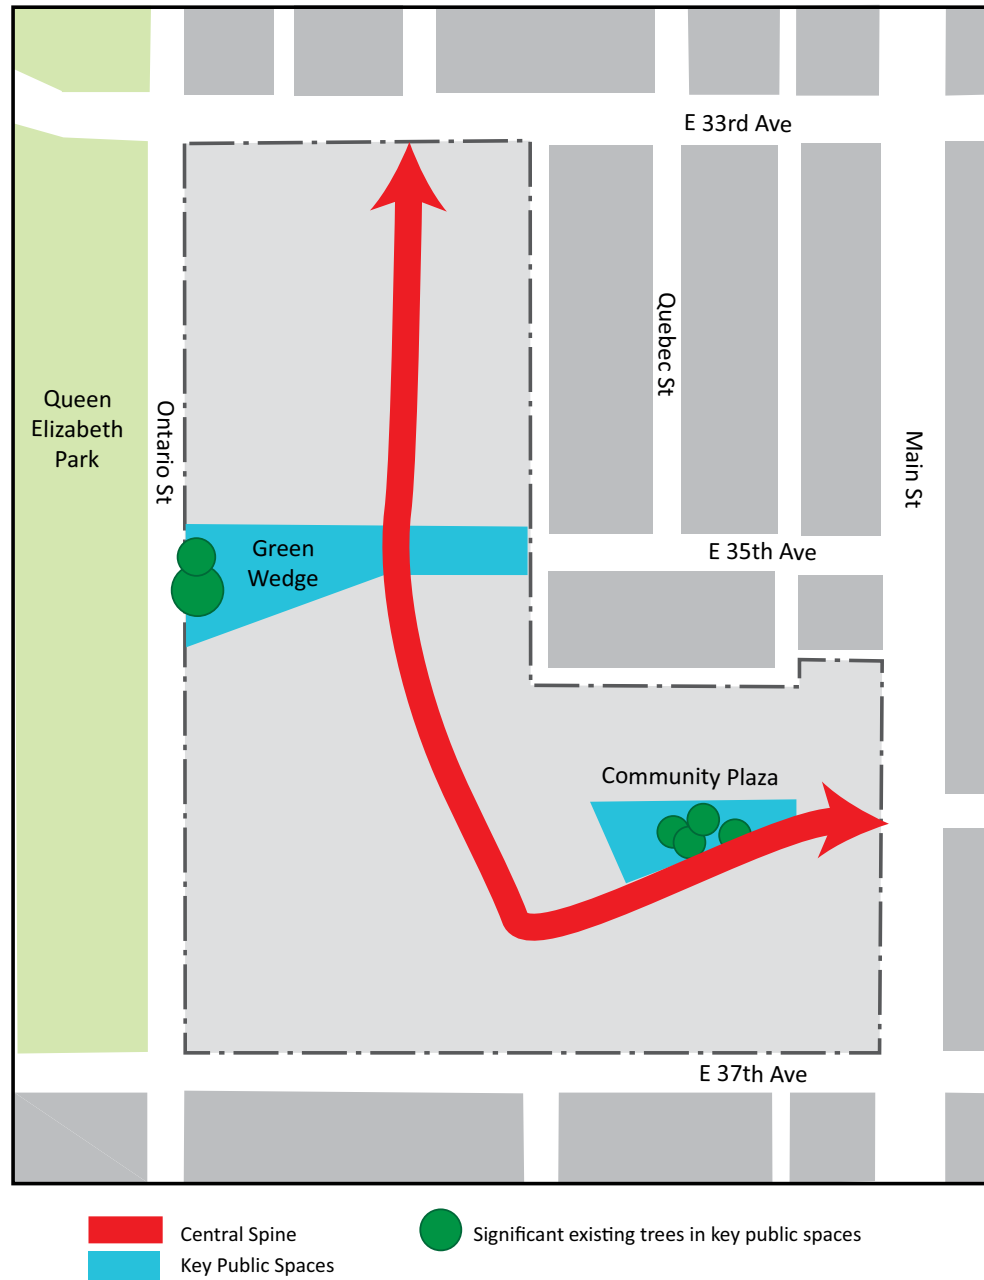 E 33rd Ave
Quebec St
Queen
Elizabeth
Park
Ontario St
Main St
Green
Wedge
E 35th Ave
Community Plaza
E 37th Ave
Central Spine
Significant existing trees in key public spaces
Key Public Spaces